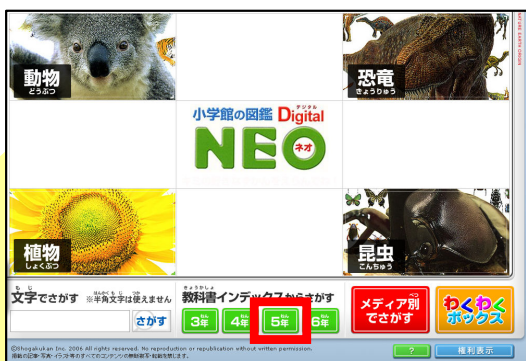 動物
どうぶつ
恐竜
きょうりゅう
小学館の図鑑 Digital
デジタル
NEO
ネオ
植物
しょくぶつ
昆虫
こんちゅう
文字でさがす ※半角文字は使えません
さがす
教科書インデックスからさがす
3年 4年 5年 6年
メディア別
でさがす
わくわく
ボックス
©Shogakukan Inc. 2006 All rights reserved. No reproduction or republication without written permission.
? 権利表示